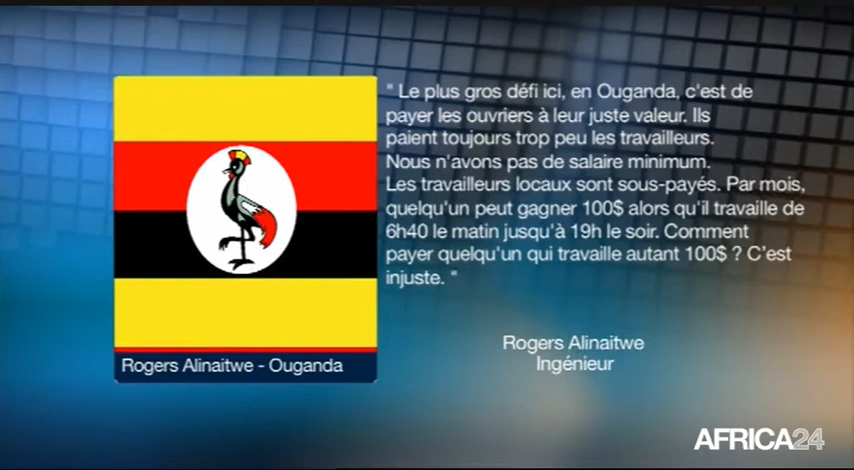 " Le plus gros défi ici, en Ouganda, c'est de
payer les ouvriers à leur juste valeur. Ils
paient toujours trop peu les travailleurs.
Nous n'avons pas de salaire minimum.
Les travailleurs locaux sont sous-payés. Par mois,
quelqu'un peut gagner 100$ alors qu'il travaille de
6h40 le matin jusqu'à 19h le soir. Comment
payer quelqu'un qui travaille autant 100$ ? C'est
injuste. "
Rogers Alinaitwe
Ingénieur
Rogers Alinaitwe - Ouganda
AFRICA24